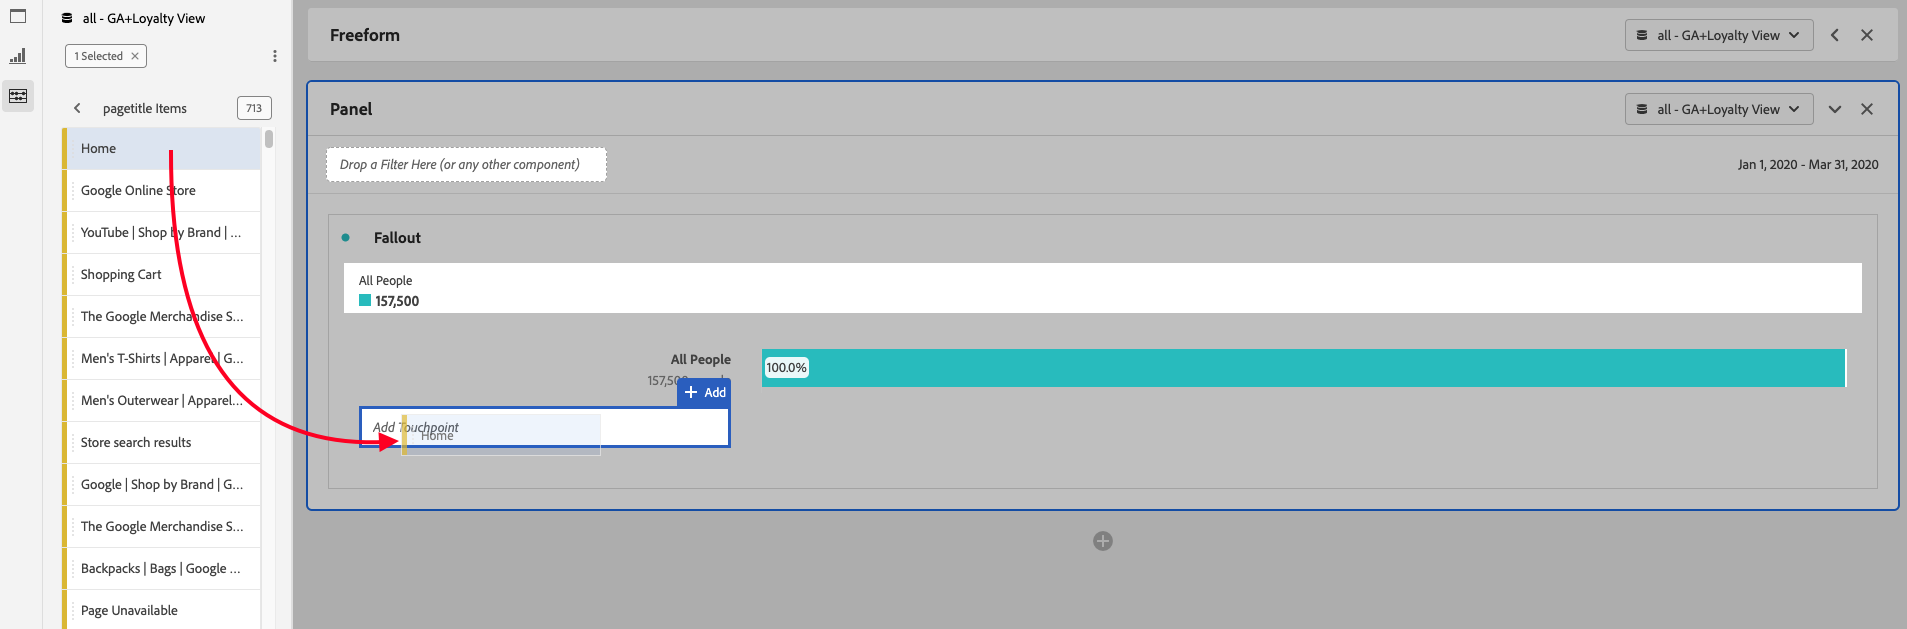 all - GA+Loyalty View
1 Selected
pagetitle Items
713
Home
Google Online Store
YouTube | Shop by Brand | ...
Shopping Cart
The Google Merchandise S...
Men's T-Shirts | Apparel | G...
Men's Outerwear | Apparel...
Store search results
Google | Shop by Brand | G...
The Google Merchandise S...
Backpacks | Bags | Google ...
Page Unavailable
Freeform
all - GA+Loyalty View
Panel
all - GA+Loyalty View
Drop a Filter Here (or any other component)
Jan 1, 2020 - Mar 31, 2020
Fallout
All People
157,500
All People
100.0%
Add
Add Touchpoint
Home